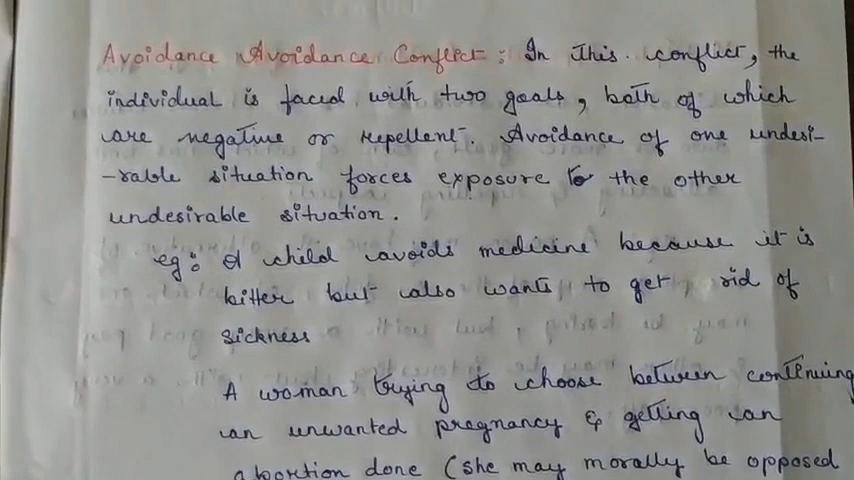 Avoidance Avoidance Conflict : In this conflict, the
individual is faced with two goals, both of which
are negative or repellent. Avoidance of one undesi-
-rable situation forces exposure to the other
undesirable situation.
eg: A child avoids medicine because it is
bitter but also wants to get rid of
sickness
A woman trying to choose between continuing
an unwanted pregnancy & getting an
abortion done (she may morally be opposed